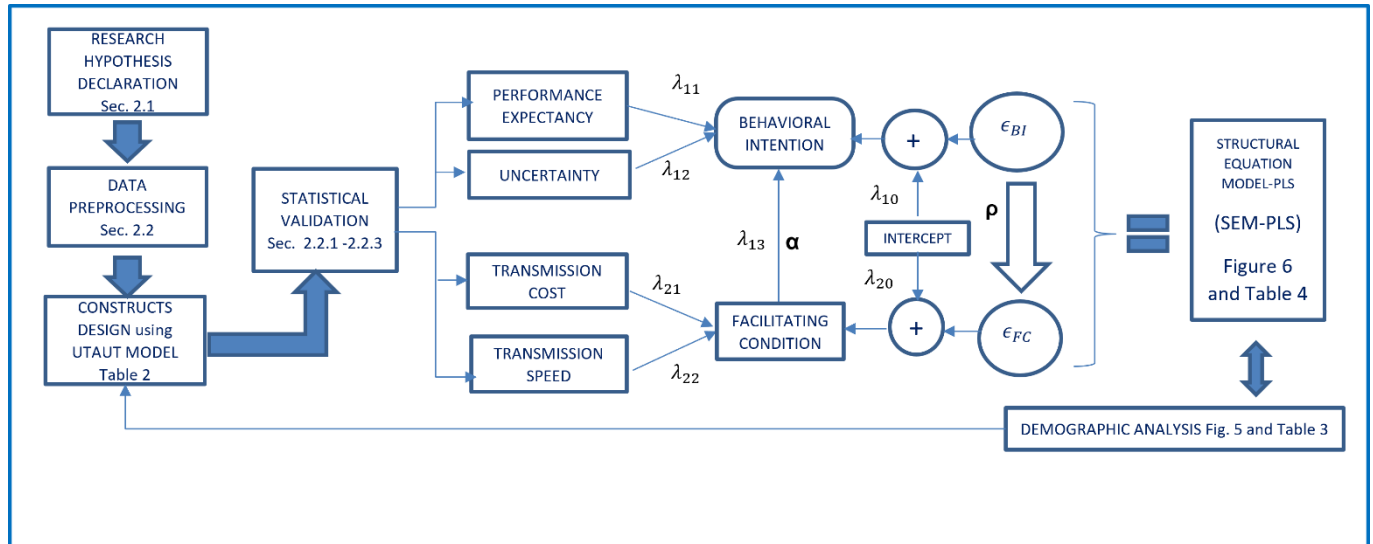 RESEARCH
HYPOTHESIS
DECLARATION
Sec. 2.1
DATA
PREPROCESSING
Sec. 2.2
CONSTRUCTS
DESIGN using
UTAUT MODEL
Table 2
STATISTICAL
VALIDATION
Sec. 2.2.1 -2.2.3
PERFORMANCE
EXPECTANCY
UNCERTAINTY
TRANSMISSION
COST
TRANSMISSION
SPEED
λ11
λ12
λ21
λ22
BEHAVIORAL
INTENTION
λ13
α
FACILITATING
CONDITION
+
λ10
INTERCEPT
λ20
+
ϵBI
ρ
ϵFC
STRUCTURAL
EQUATION
MODEL-PLS
(SEM-PLS)
Figure 6
and Table 4
DEMOGRAPHIC ANALYSIS Fig. 5 and Table 3